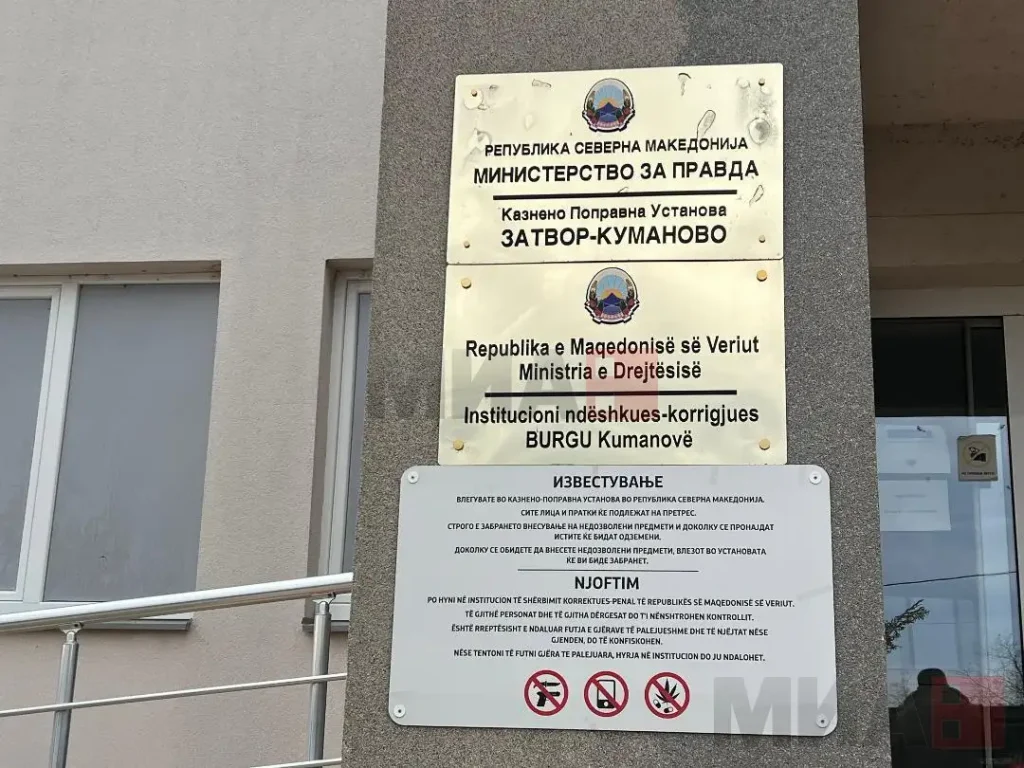 РЕПУБЛИКА СЕВЕРНА МАКЕДОНИЈА
МИНИСТЕРСТВО ЗА ПРАВДА
Казнено Поправна Установа
ЗАТВОР-КУМАНОВО
Republika e Maqedonisë së Veriut
Ministria e Drejtësisë
Institucioni ndëshkues-korrigjues
BURGU Kumanovë
ИЗВЕСТУВАЊЕ
ВЛЕГУВАТЕ ВО КАЗНЕНО-ПОПРАВНА УСТАНОВА ВО РЕПУБЛИКА СЕВЕРНА МАКЕДОНИЈА.
СИТЕ ЛИЦА И ПРАТКИ ЌЕ ПОДЛЕЖАТ НА ПРЕТРЕС.
СТРОГО Е ЗАБРАНЕТО ВНЕСУВАЊЕ НА НЕДОЗВОЛЕНИ ПРЕДМЕТИ И ДОКОЛКУ СЕ ПРОНАЈДАТ
ИСТИТЕ ЌЕ БИДАТ ОДЗЕМЕНИ.
ДОКОЛКУ СЕ ОБИДЕТЕ ДА ВНЕСЕТЕ НЕДОЗВОЛЕНИ ПРЕДМЕТИ, ВЛЕЗОТ ВО УСТАНОВАТА
ЌЕ ВИ БИДЕ ЗАБРАНЕТ.
NJOFTIM
PO HYNI NË INSTITUCION TË SHËRBIMIT KORREKTUES-PENAL TË REPUBLIKËS SË MAQEDONISË SË VERIUT.
TË GJITHË PERSONAT DHE TË GJITHA DËRGESAT DO T'I NËNSHTROHEN KONTROLLIT.
ËSHTË RREPTËSISHT E NDALUAR FUTJA E GJËRAVE TË PALEJUESHME DHE TË NJËJTAT NËSE
GJENDEN, DO TË KONFISKOHEN.
NËSE TENTONI TË FUTNI GJËRA TE PALEJUARA, HYRJA NË INSTITUCION DO JU NDALOHET.
МИА
МИА